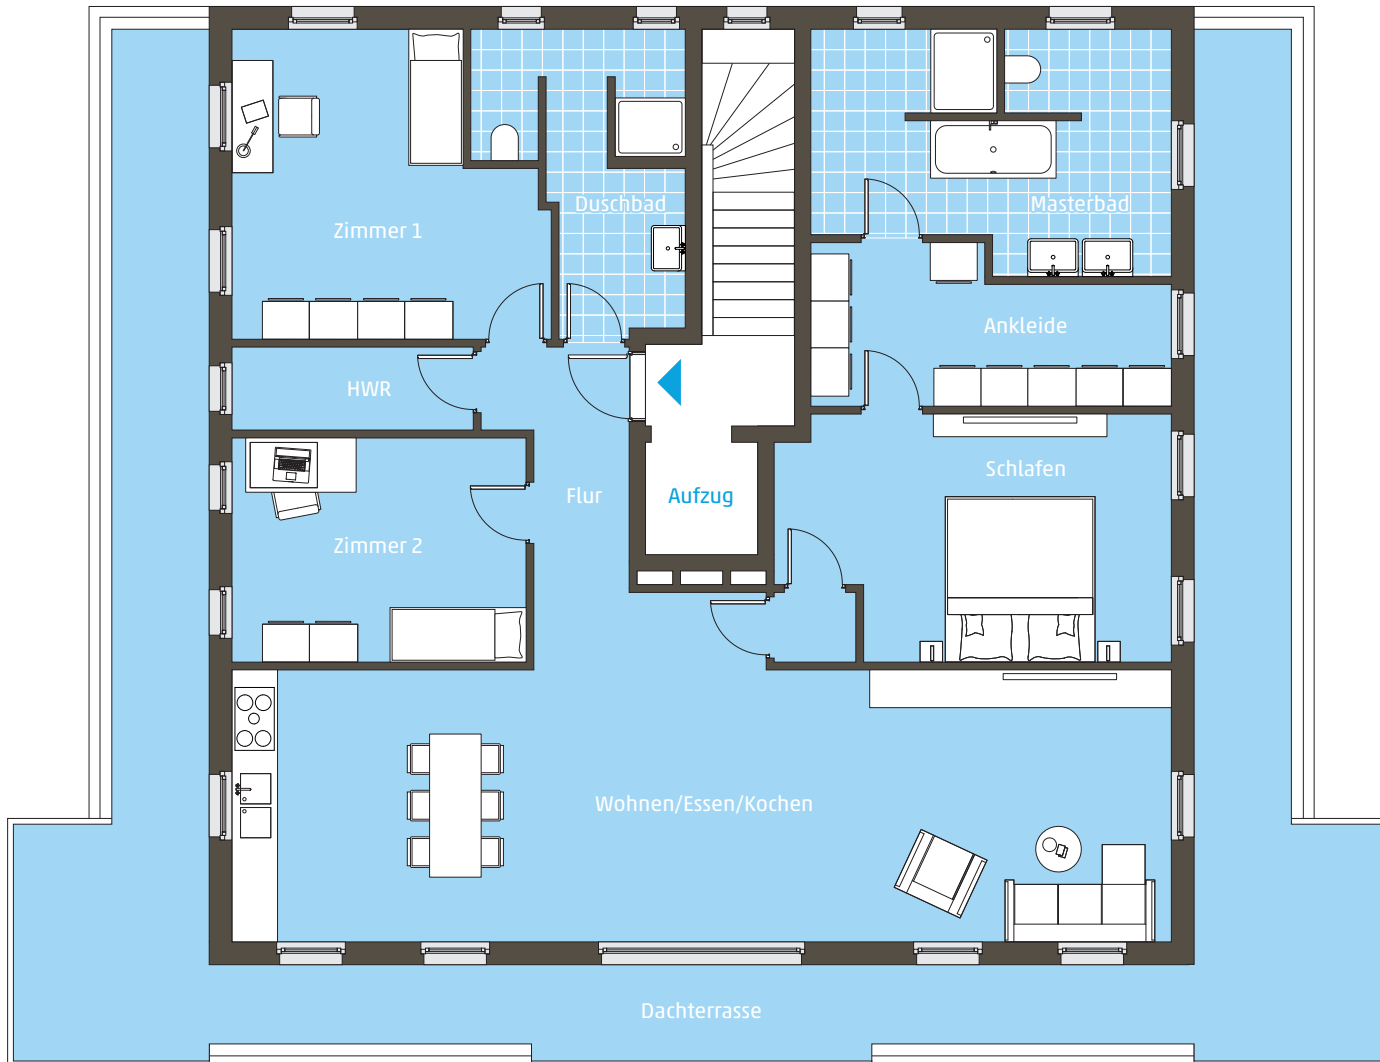 Duschbad
Masterbad
Zimmer 1
Ankleide
HWR
Schlafen
Flur
Aufzug
Zimmer 2
Wohnen/Essen/Kochen
Dachterrasse